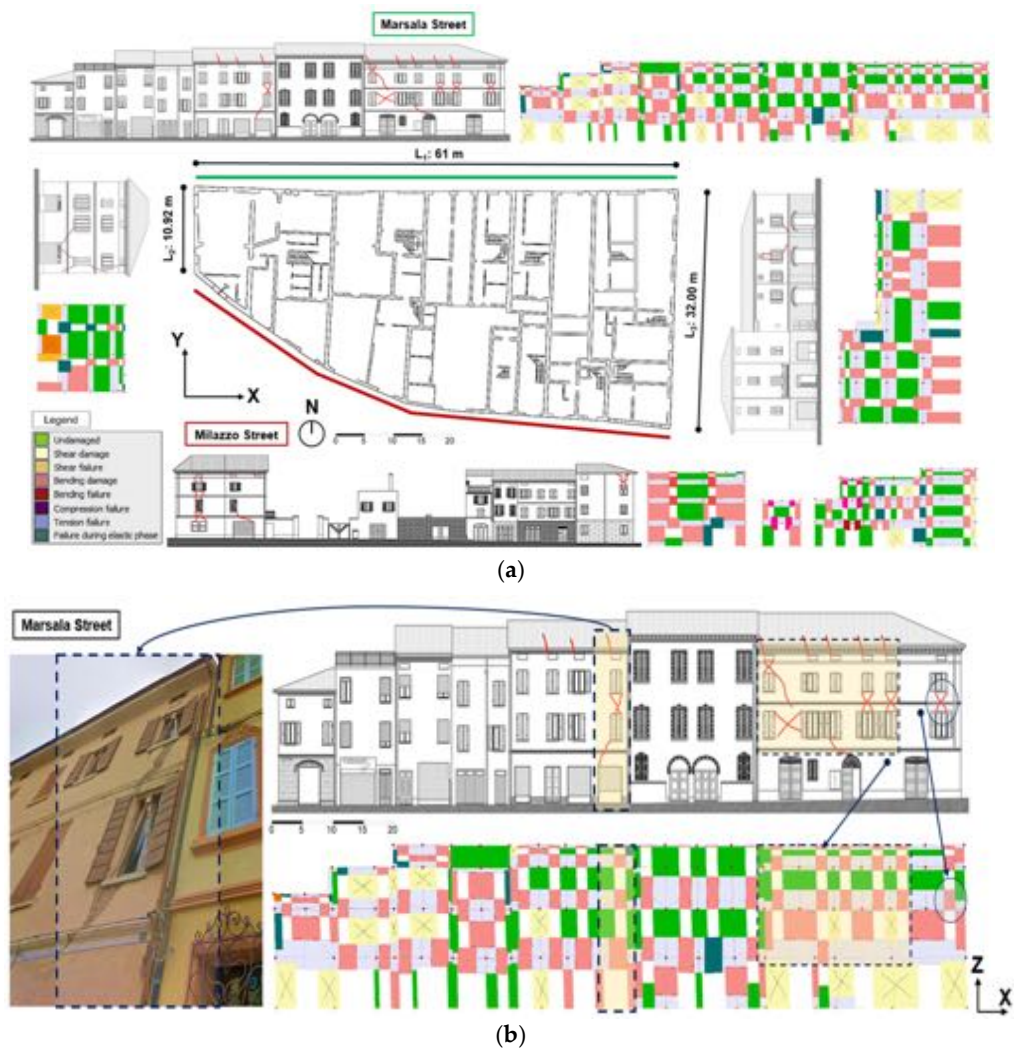 Marsala Street
L₁: 61 m
L₂: 10.92 m
L₃: 32.00 m
Y
X
N
0 5 10 15 20
Milazzo Street
Legend
Undamaged
Shear damage
Shear failure
Bending damage
Bending failure
Compression failure
Tension failure
Failure during elastic phase
(a)
Marsala Street
0 5 10 15 20
Z
X
(b)